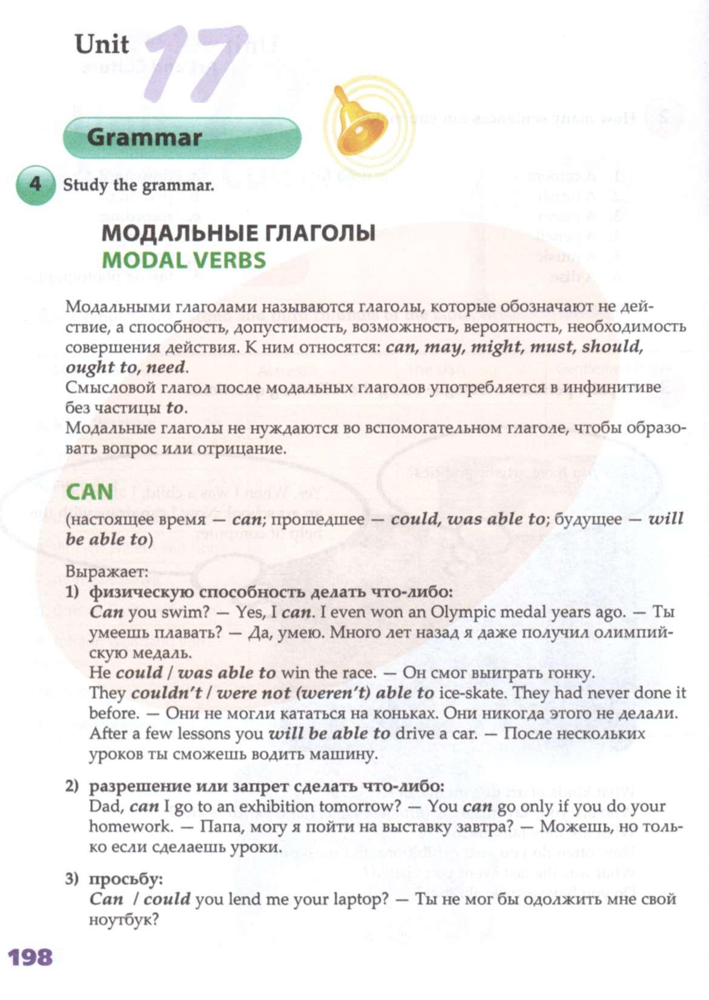 Unit 17
Grammar
4 Study the grammar.
МОДАЛЬНЫЕ ГЛАГОЛЫ
MODAL VERBS
Модальными глаголами называются глаголы, которые обозначают не дей-
ствие, а способность, допустимость, возможность, вероятность, необходимость
совершения действия. К ним относятся: can, may, might, must, should,
ought to, need.
Смысловой глагол после модальных глаголов употребляется в инфинитиве
без частицы to.
Модальные глаголы не нуждаются во вспомогательном глаголе, чтобы образо-
вать вопрос или отрицание.
CAN
(настоящее время — can; прошедшее — could, was able to; будущее — will
be able to)
Выражает:
1) физическую способность делать что-либо:
Can you swim? — Yes, I can. I even won an Olympic medal years ago. — Ты
умеешь плавать? — Да, умею. Много лет назад я даже получил олимпий-
скую медаль.
He could / was able to win the race. — Он смог выиграть гонку.
They couldn't / were not (weren't) able to ice-skate. They had never done it
before. — Они не могли кататься на коньках. Они никогда этого не делали.
After a few lessons you will be able to drive a car. — После нескольких
уроков ты сможешь водить машину.
2) разрешение или запрет сделать что-либо:
Dad, can I go to an exhibition tomorrow? — You can go only if you do your
homework. — Папа, могу я пойти на выставку завтра? — Можешь, но толь-
ко если сделаешь уроки.
3) просьбу:
Can / could you lend me your laptop? — Ты не мог бы одолжить мне свой
ноутбук?
198